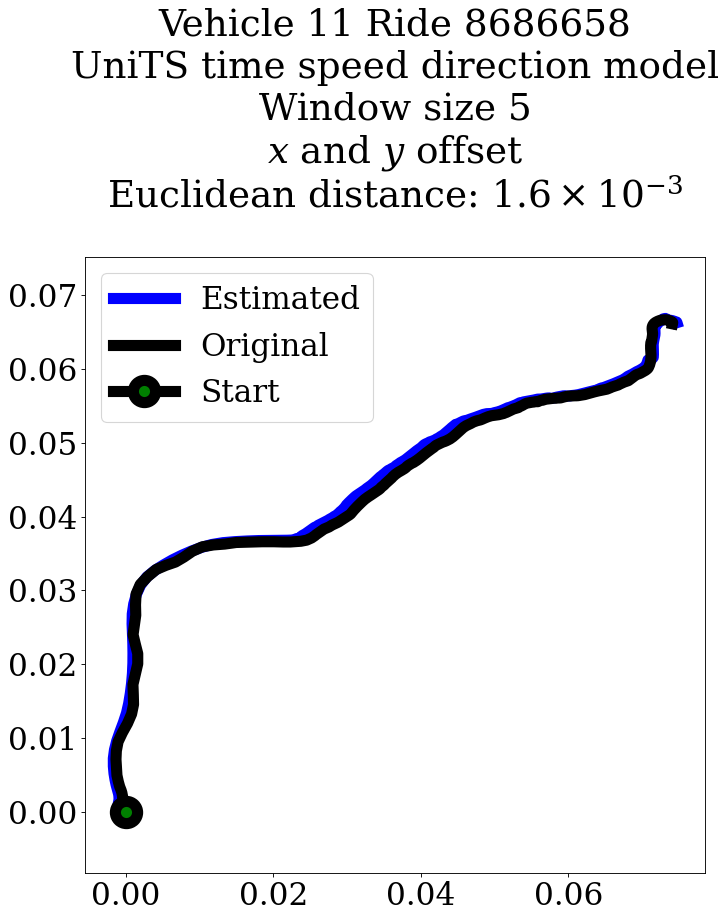 Vehicle 11 Ride 8686658
UniTS time speed direction model
Window size 5
x and y offset
Euclidean distance: 1.6 × 10⁻³
Estimated
Original
Start
0.07
0.06
0.05
0.04
0.03
0.02
0.01
0.00
0.00 0.02 0.04 0.06